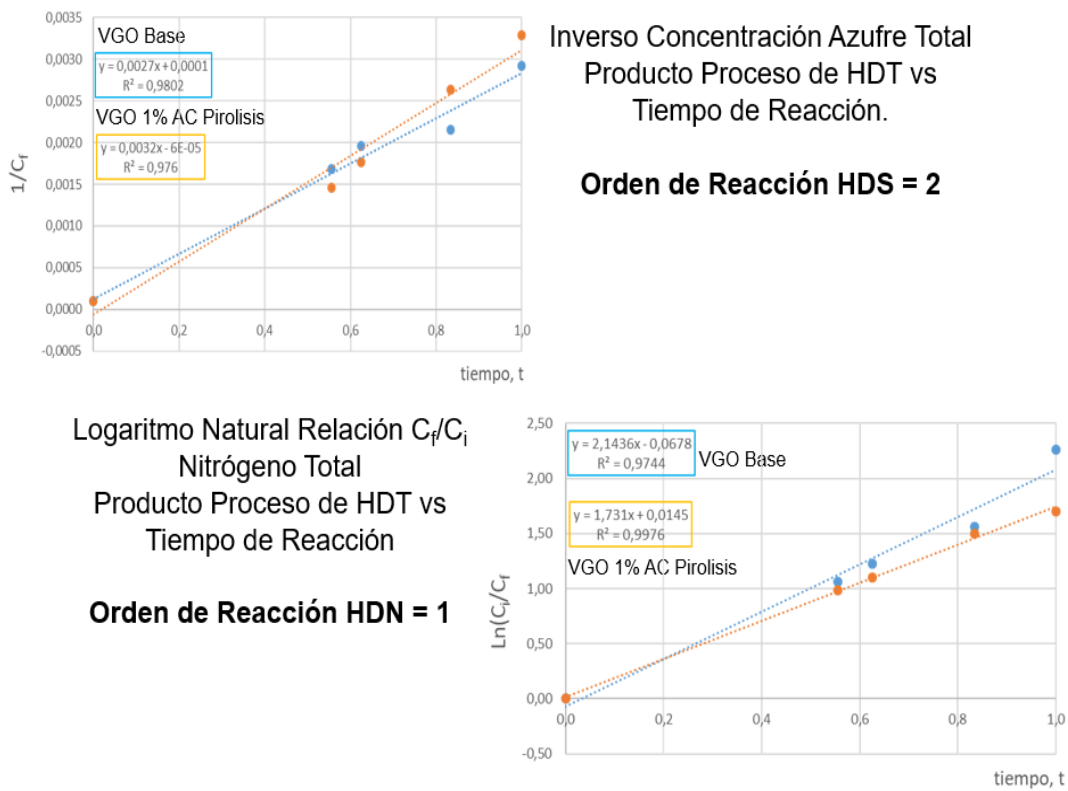 0,0035
0,0030
0,0025
0,0020
0,0015
0,0010
0,0005
0,0000
-0,0005
1/Cf
VGO Base
y = 0,0027x + 0,0001
R² = 0,9802
VGO 1% AC Pirolisis
y = 0,0032x - 6E-05
R² = 0,976
0,0 0,2 0,4 0,6 0,8 1,0
tiempo, t
Inverso Concentración Azufre Total
Producto Proceso de HDT vs
Tiempo de Reacción.
Orden de Reacción HDS = 2
Logaritmo Natural Relación Cf/Ci
Nitrógeno Total
Producto Proceso de HDT vs
Tiempo de Reacción
Orden de Reacción HDN = 1
2,50
2,00
1,50
1,00
0,50
0,00
-0,50
Ln(Ci/Cf
y = 2,1436x - 0,0678
R² = 0,9744
VGO Base
y = 1,731x + 0,0145
R² = 0,9976
VGO 1% AC Pirolisis
0,0 0,2 0,4 0,6 0,8 1,0
tiempo, t